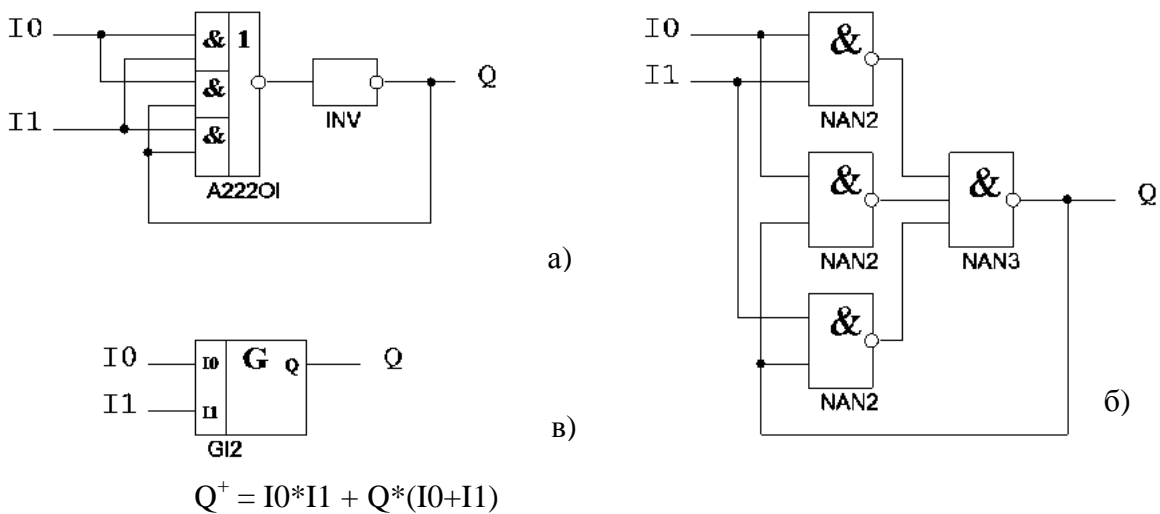 I0
& 1
&
&
I1
Q
INV
A222OI
а)
I0
I1
&
NAN2
&
NAN2
&
NAN3
Q
&
NAN2
б)
I0
I1
I0 G Q
I1
GI2
Q
в)
Q⁺ = I0*I1 + Q*(I0+I1)